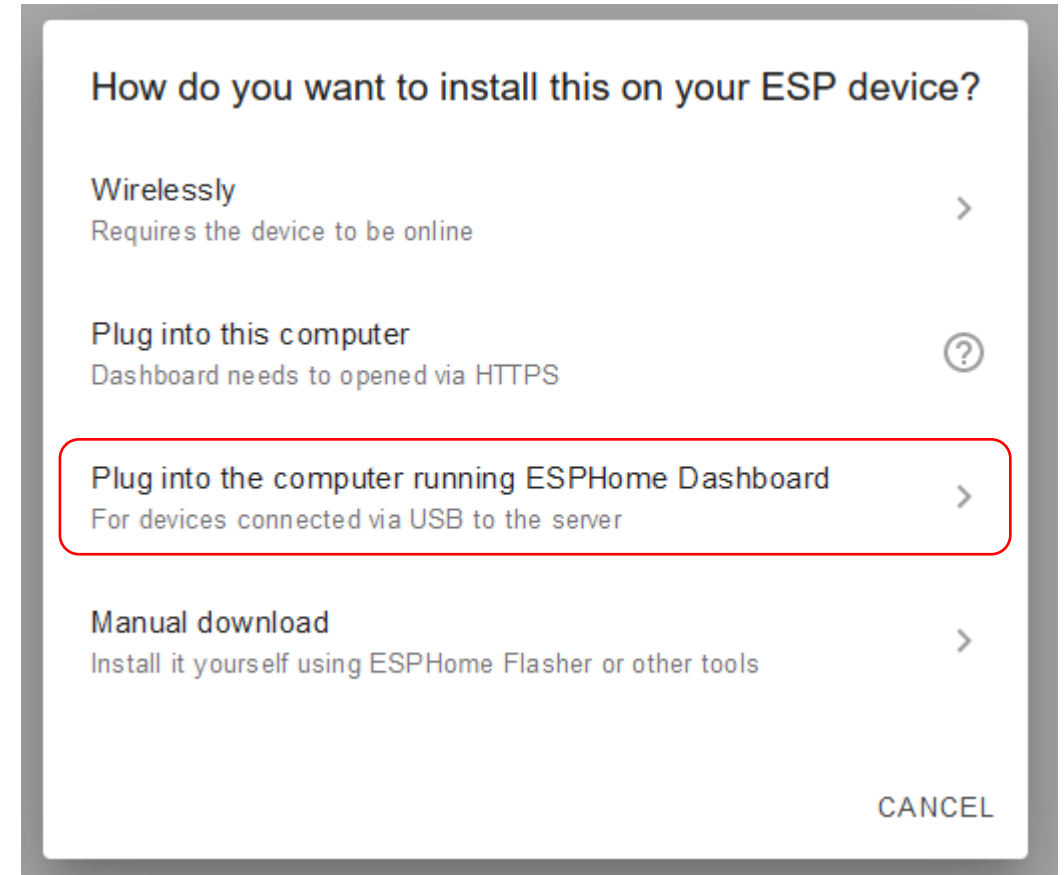 How do you want to install this on your ESP device?
Wirelessly
Requires the device to be online
Plug into this computer
Dashboard needs to opened via HTTPS
Plug into the computer running ESPHome Dashboard
For devices connected via USB to the server
Manual download
Install it yourself using ESPHome Flasher or other tools
CANCEL